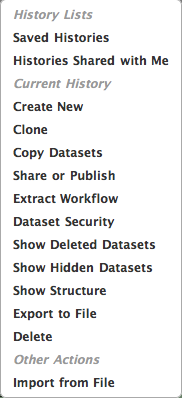 History Lists
Saved Histories
Histories Shared with Me
Current History
Create New
Clone
Copy Datasets
Share or Publish
Extract Workflow
Dataset Security
Show Deleted Datasets
Show Hidden Datasets
Show Structure
Export to File
Delete
Other Actions
Import from File